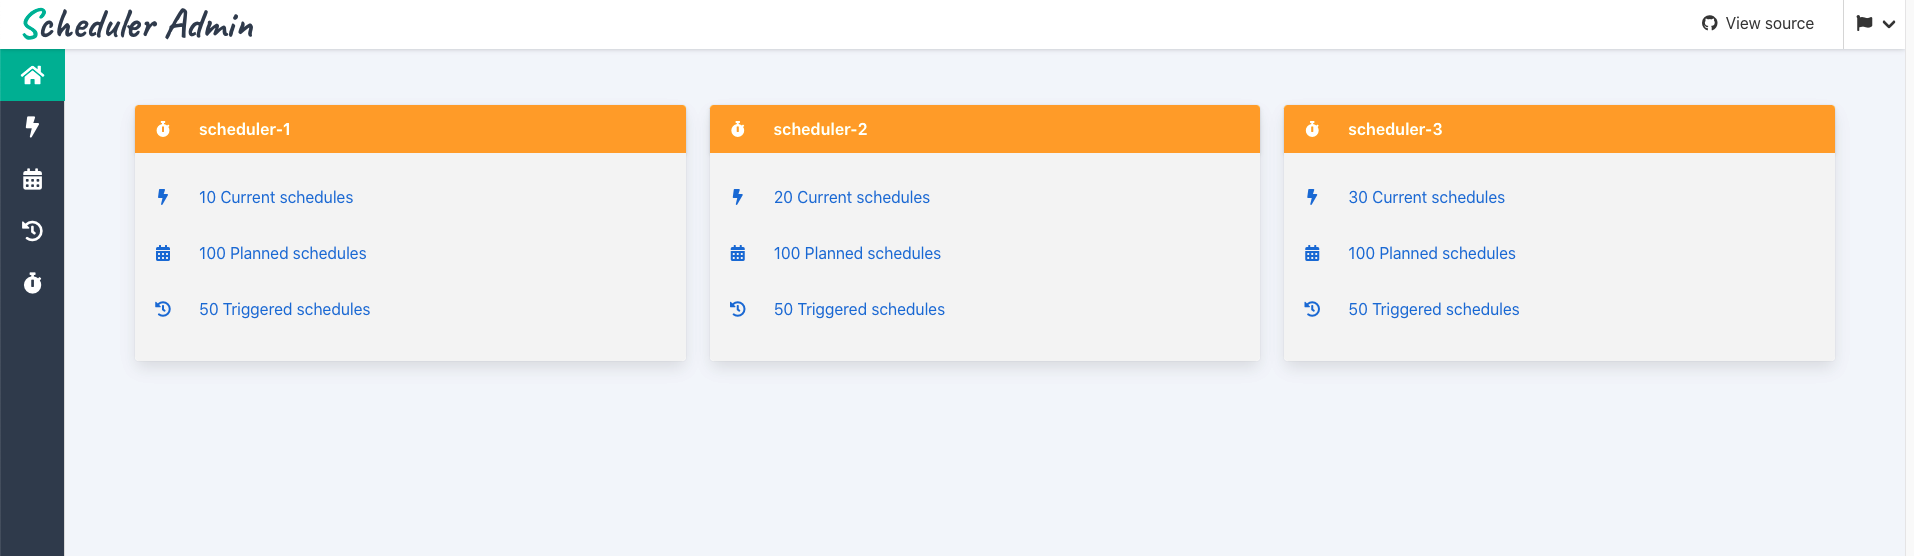 Scheduler Admin
View source
scheduler-1
10 Current schedules
100 Planned schedules
50 Triggered schedules
scheduler-2
20 Current schedules
100 Planned schedules
50 Triggered schedules
scheduler-3
30 Current schedules
100 Planned schedules
50 Triggered schedules